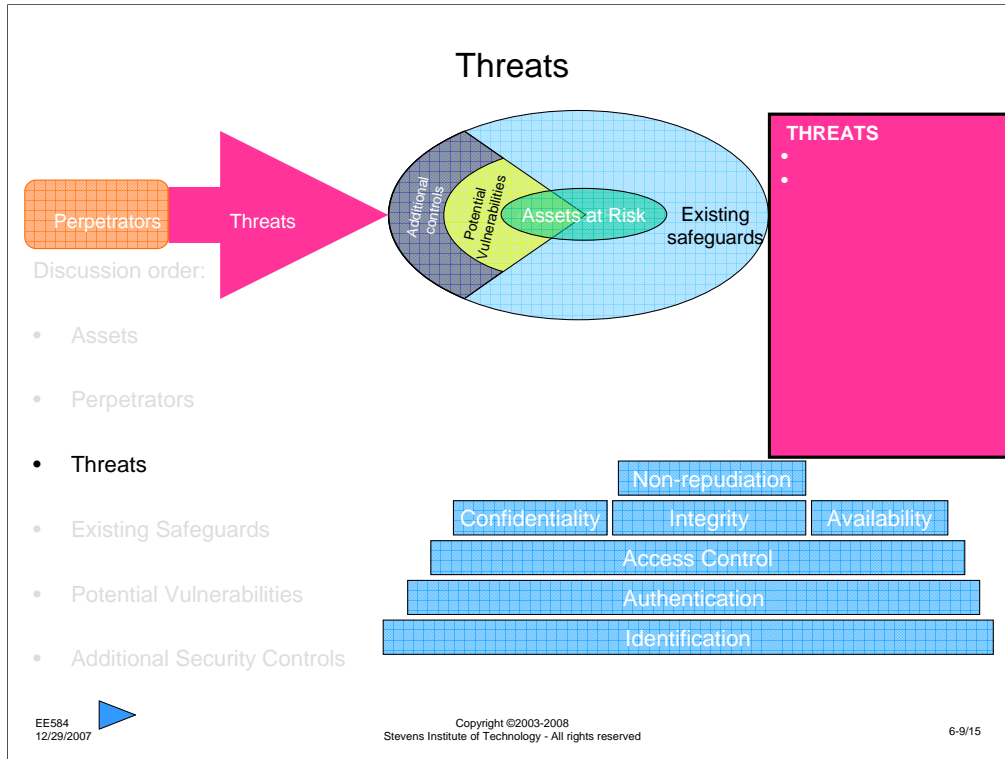 Threats
Perpetrators
Threats
Additional
controls
Potential
Vulnerabilities
Assets at Risk
Existing
safeguards
THREATS
•
•
Discussion order:
• Assets
• Perpetrators
• Threats
• Existing Safeguards
• Potential Vulnerabilities
• Additional Security Controls
Non-repudiation
Confidentiality
Integrity
Availability
Access Control
Authentication
Identification
EE584
12/29/2007
Copyright ©2003-2008
Stevens Institute of Technology - All rights reserved
6-9/15